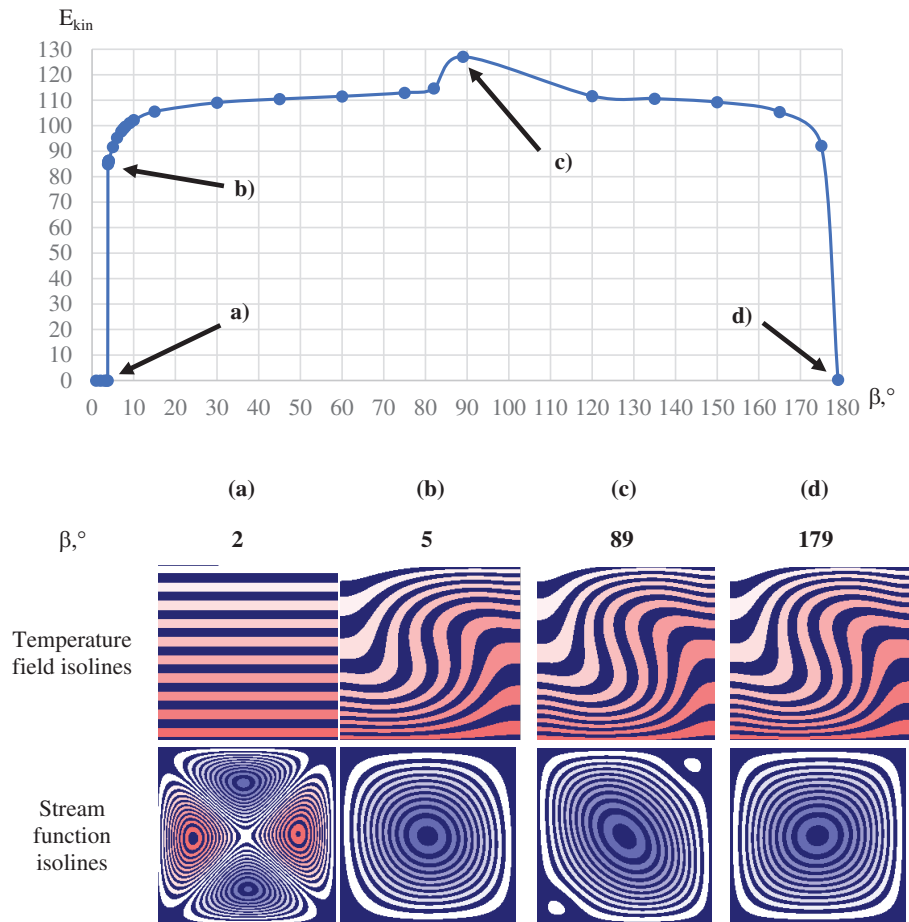 E_kin
130
120
110
100
90
80
70
60
50
40
30
20
10
0
b)
c)
a)
d)
0 10 20 30 40 50 60 70 80 90 100 110 120 130 140 150 160 170 180 β,°
(a) (b) (c) (d)
β,° 2 5 89 179
Temperature
field isolines
Stream
function
isolines